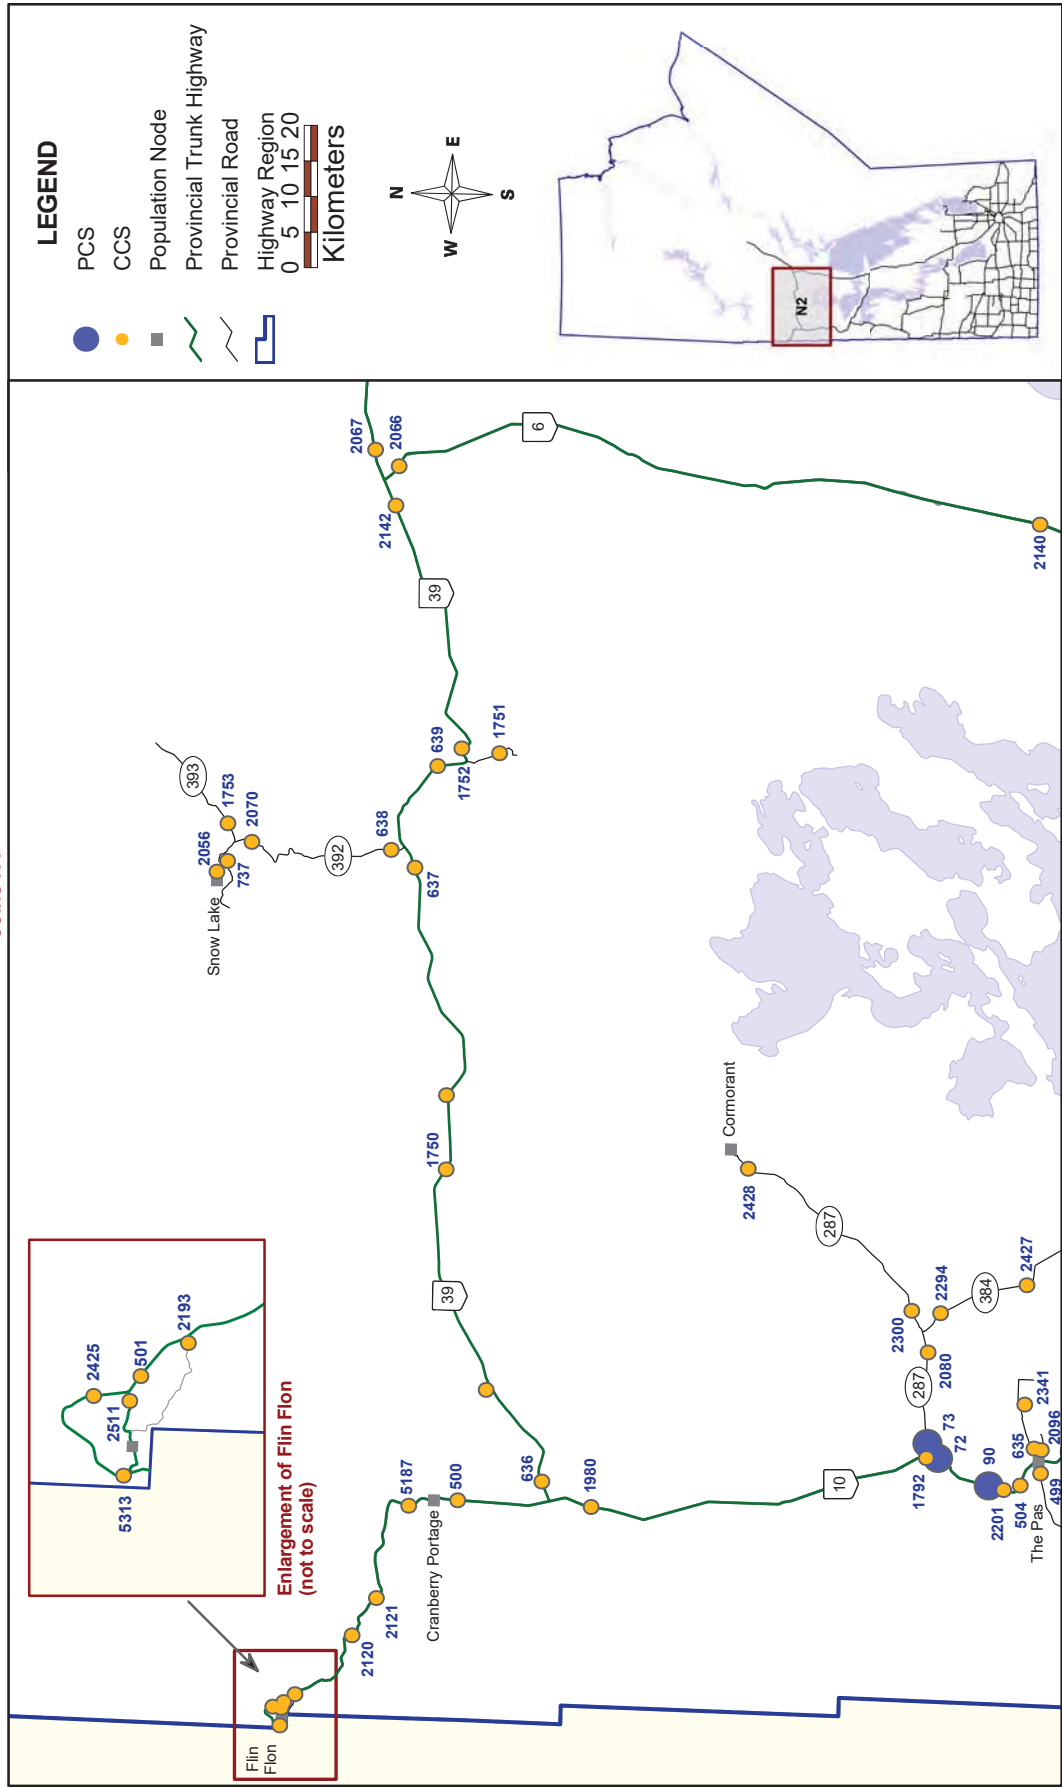 LEGEND
PCS
CCS
Population Node
Provincial Trunk Highway
Provincial Road
Highway Region
0 5 10 15 20
Kilometers
N
W
E
S
N2
5313
2425
2511
501
2193
Enlargement of Flin Flon
(not to scale)
Flin
Flon
2120
2121
5187
Cranberry Portage
500
636
1980
39
1750
Snow Lake
2056
737
1753
393
2070
392
638
637
639
1752
1751
39
2142
2067
2066
6
2140
10
1792
73
72
90
2201
504
The Pas
499
635
2096
2341
287
2080
2300
2294
384
2427
287
2428
Cormorant